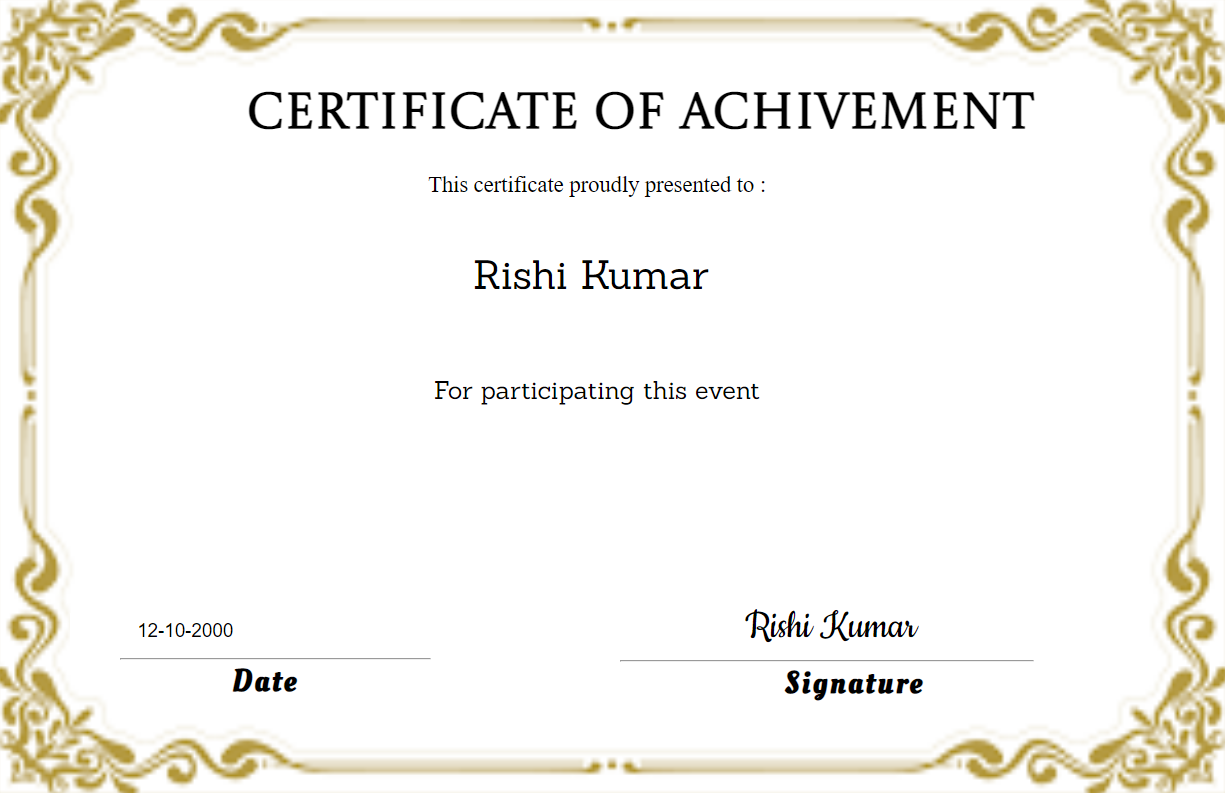 CERTIFICATE OF ACHIVEMENT
This certificate proudly presented to :
Rishi Kumar
For participating this event
12-10-2000
Rishi Kumar
Date
Signature